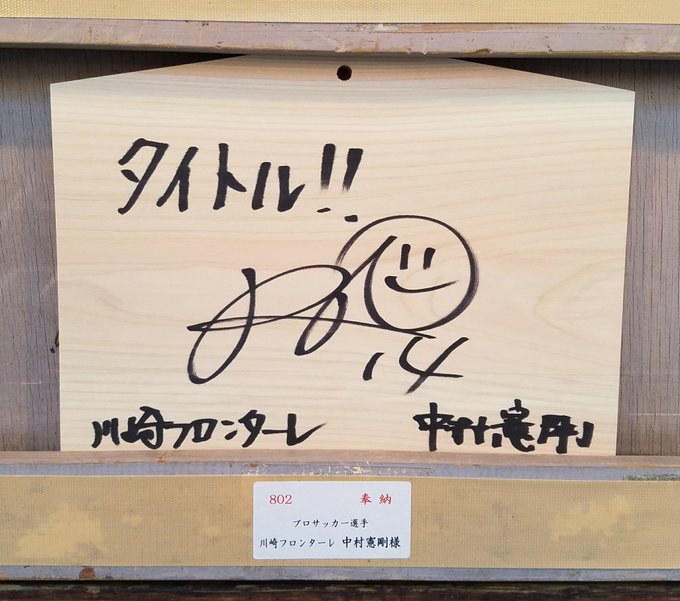 タイトル!!
14
川崎フロンターレ 中村憲剛
802 奉納
プロサッカー選手
川崎フロンターレ 中村憲剛様